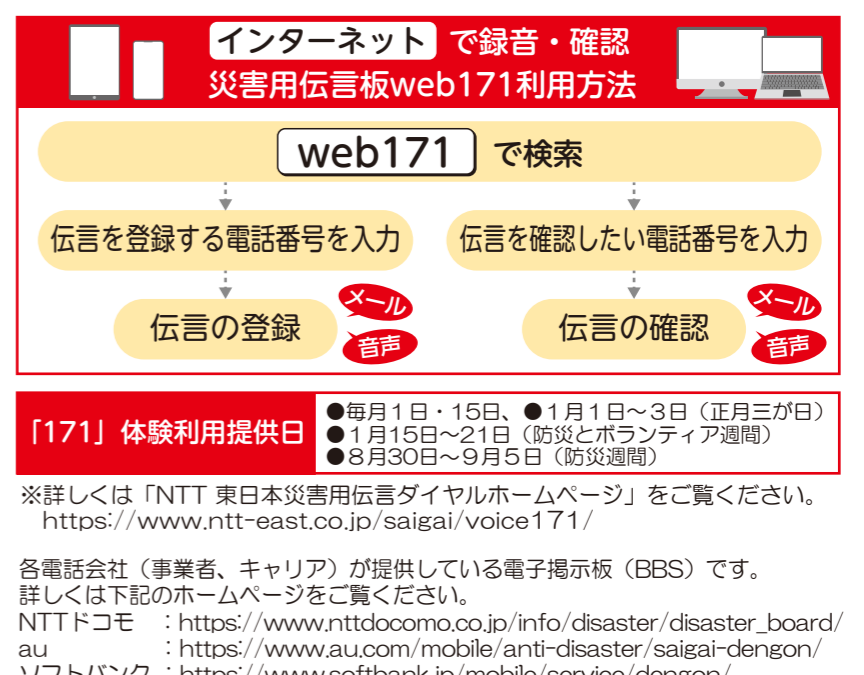 インターネット で録音・確認
災害用伝言板web171利用方法
web171 で検索
伝言を登録する電話番号を入力
伝言の登録
メール
音声
伝言を確認したい電話番号を入力
伝言の確認
メール
音声
「171」体験利用提供日
●毎月1日・15日、●1月1日～3日（正月三が日）
●1月15日～21日（防災とボランティア週間）
●8月30日～9月5日（防災週間）
※詳しくは「NTT 東日本災害用伝言ダイヤルホームページ」をご覧ください。
https://www.ntt-east.co.jp/saigai/voice171/
各電話会社（事業者、キャリア）が提供している電子掲示板（BBS）です。
詳しくは下記のホームページをご覧ください。
NTTドコモ ：https://www.nttdocomo.co.jp/info/disaster/disaster_board/
au ：https://www.au.com/mobile/anti-disaster/saigai-dengon/
ソフトバンク：https://www.softbank.jp/mobile/service/dengon/